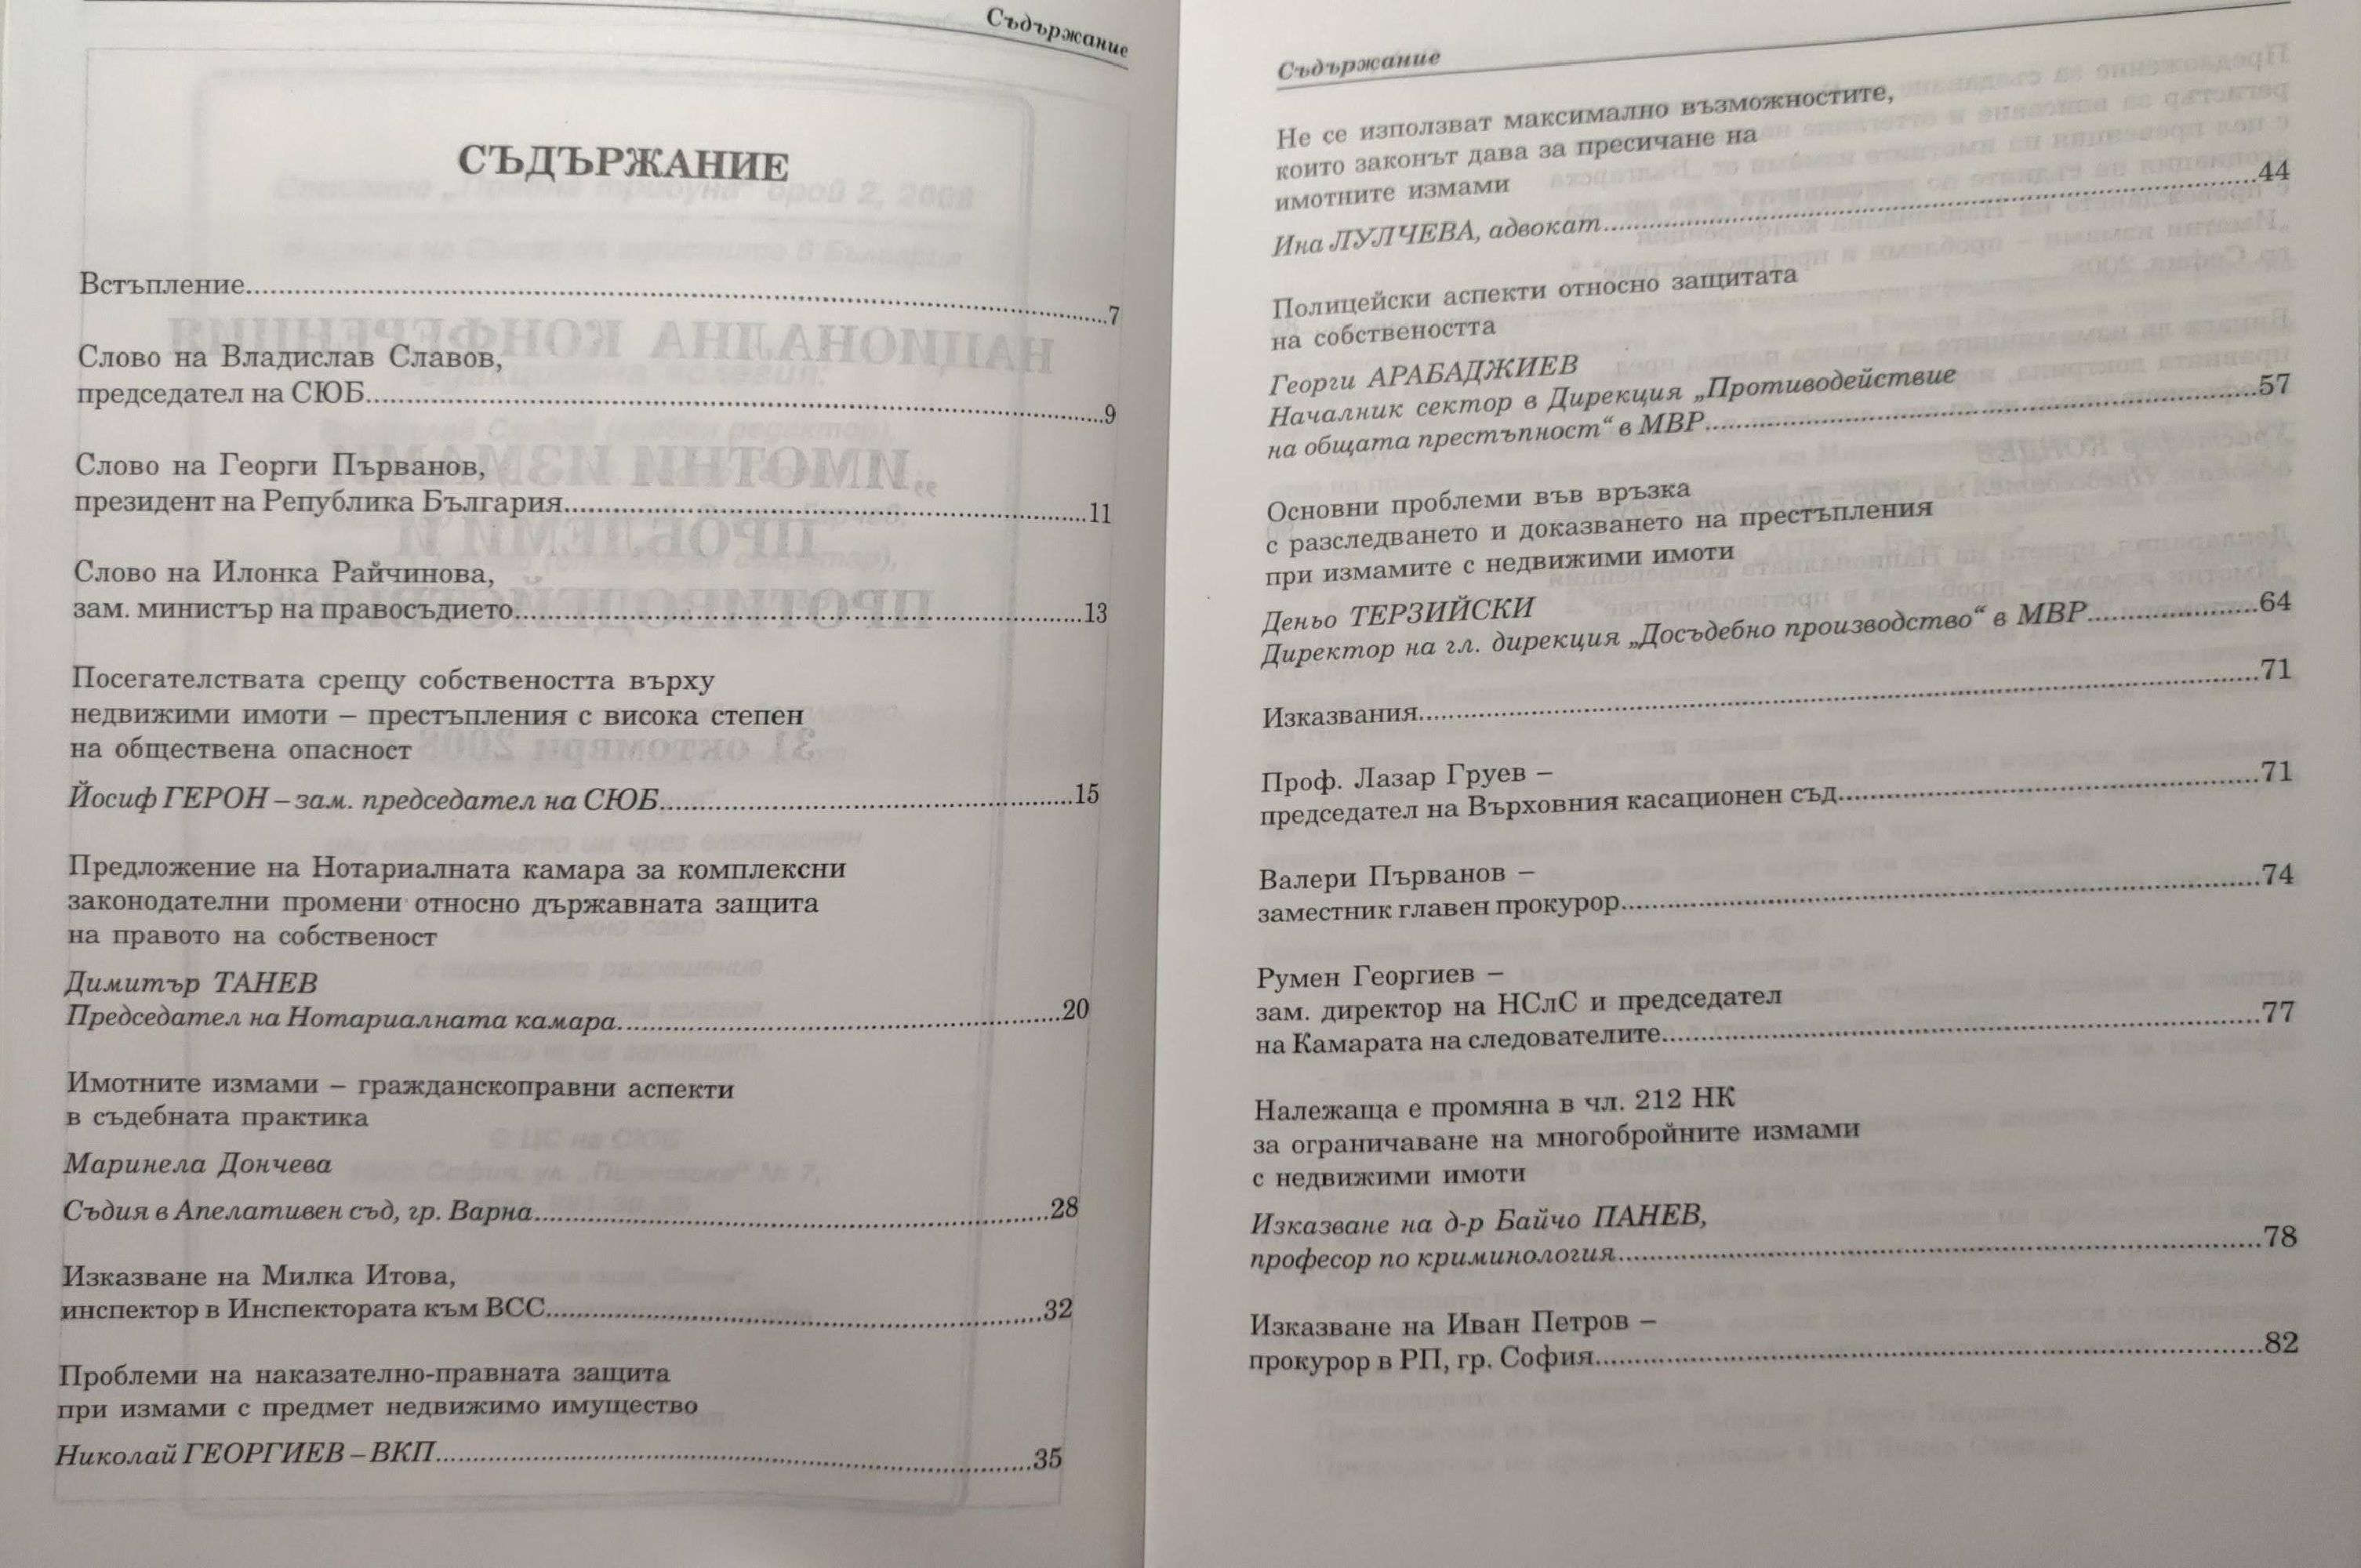 Съдържание
СЪДЪРЖАНИЕ
Встъпление..........7
Слово на Владислав Славов,
председател на СЮБ..........9
Слово на Георги Първанов,
президент на Република България..........11
Слово на Илонка Райчинова,
зам. министър на правосъдието..........13
Посегателствата срещу собствеността върху
недвижими имоти – престъпления с висока степен
на обществена опасност
Йосиф ГЕРОН – зам. председател на СЮБ..........15
Предложение на Нотариалната камара за комплексни
законодателни промени относно държавната защита
на правото на собственост
Димитър ТАНЕВ
Председател на Нотариалната камара..........20
Имотните измами – гражданскоправни аспекти
в съдебната практика
Маринела Дончева
Съдия в Апелативен съд, гр. Варна..........28
Изказване на Милка Итова,
инспектор в Инспектората към ВСС..........32
Проблеми на наказателно-правната защита
при измами с предмет недвижимо имущество
Николай ГЕОРГИЕВ – ВКП..........35
Съдържание
Не се използват максимално възможностите,
които законът дава за пресичане на
имотните измами
Ина ЛУЛЧЕВА, адвокат..........44
Полицейски аспекти относно защитата
на собствеността
Георги АРАБАДЖИЕВ
Началник сектор в Дирекция „Противодействие
на общата престъпност“ в МВР..........57
Основни проблеми във връзка
с разследването и доказването на престъпления
при измамите с недвижими имоти
Деньо ТЕРЗИЙСКИ
Директор на гл. дирекция „Досъдебно производство“ в МВР..........64
Изказвания..........71
Проф. Лазар Груев –
председател на Върховния касационен съд..........71
Валери Първанов –
заместник главен прокурор..........74
Румен Георгиев –
зам. директор на НСлС и председател
на Камарата на следователите..........77
Належаща е промяна в чл. 212 НК
за ограничаване на многобройните измами
с недвижими имоти
Изказване на д-р Байчо ПАНЕВ,
професор по криминология..........78
Изказване на Иван Петров –
прокурор в РП, гр. София..........82